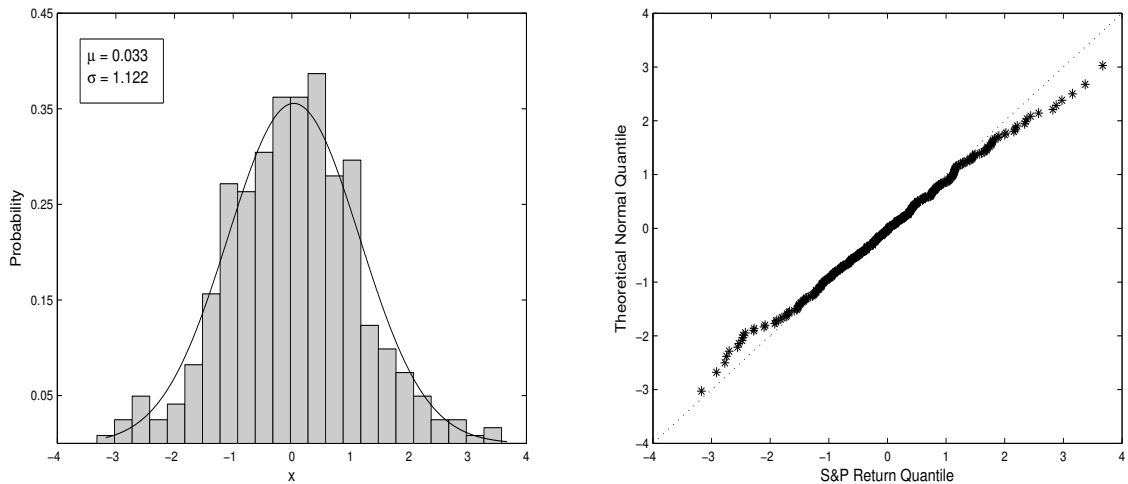 0.45
0.35
0.25
0.15
0.05
Probability
μ = 0.033
σ = 1.122
−4 −3 −2 −1 0 1 2 3 4
x
4
3
2
1
0
−1
−2
−3
−4
Theoretical Normal Quantile
−4 −3 −2 −1 0 1 2 3 4
S&P Return Quantile